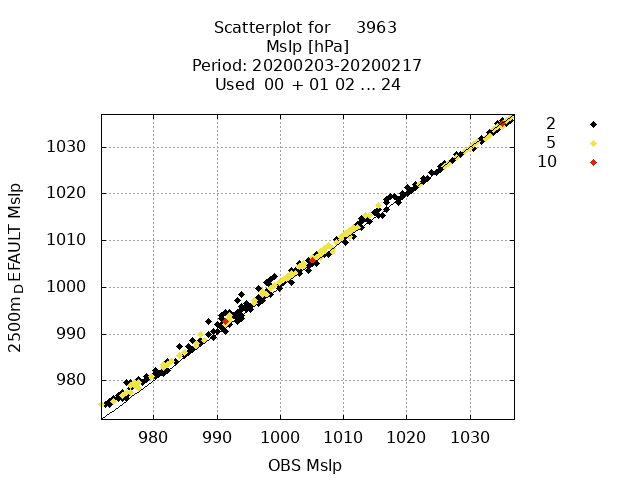 Scatterplot for 3963
Mslp [hPa]
Period: 20200203-20200217
Used 00 + 01 02 ... 24
2
5
10
1030
1020
1010
1000
990
980
2500m_DEFAULT Mslp
980 990 1000 1010 1020 1030
OBS Mslp